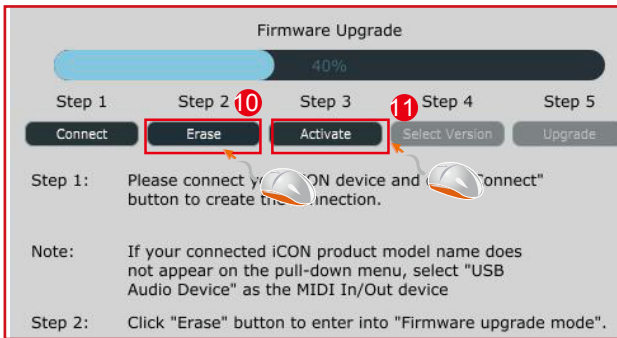 Firmware Upgrade
40%
Step 1 Step 2 10 Step 3 11 Step 4 Step 5
Connect Erase Activate Select Version Upgrade
Step 1: Please connect y CON device and Connect"
button to create the connection.
Note: If your connected iCON product model name does
not appear on the pull-down menu, select "USB
Audio Device" as the MIDI In/Out device
Step 2: Click "Erase" button to enter into "Firmware upgrade mode".